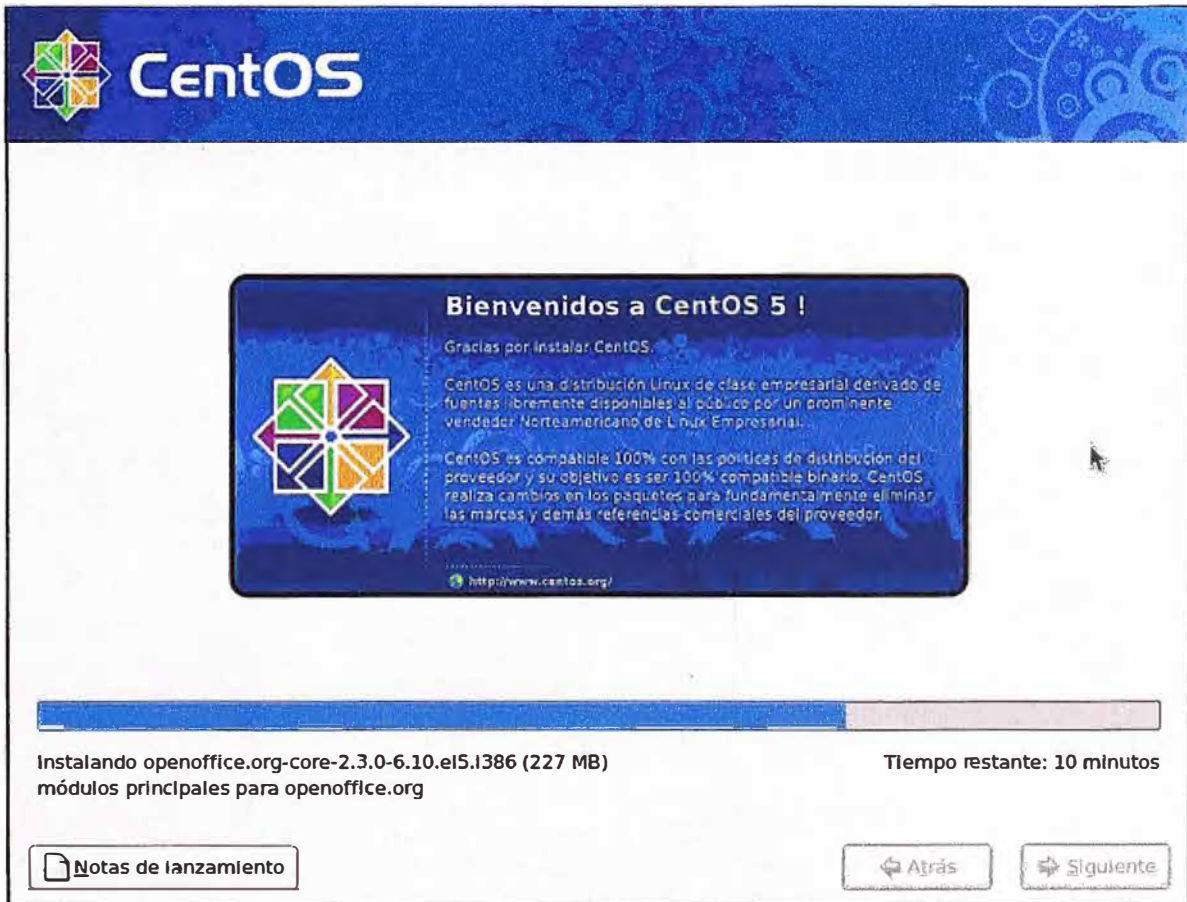 CentOS
Bienvenidos a CentOS 5 !
Gracias por instalar CentOS.
CentOS es una distribución Linux de clase empresarial derivado de
fuentes libremente disponibles al público por un prominente
vendedor Norteamericano de Linux Empresarial.
CentOS es compatible 100% con las políticas de distribución del
proveedor y su objetivo es ser 100% compatible binario. CentOS
realiza cambios en los paquetes para fundamentalmente eliminar
las marcas y demás referencias comerciales del proveedor.
http://www.centos.org/
Instalando openoffice.org-core-2.3.0-6.10.el5.i386 (227 MB)
Tiempo restante: 10 minutos
módulos principales para openoffice.org
Notas de lanzamiento
Atrás
Siguiente